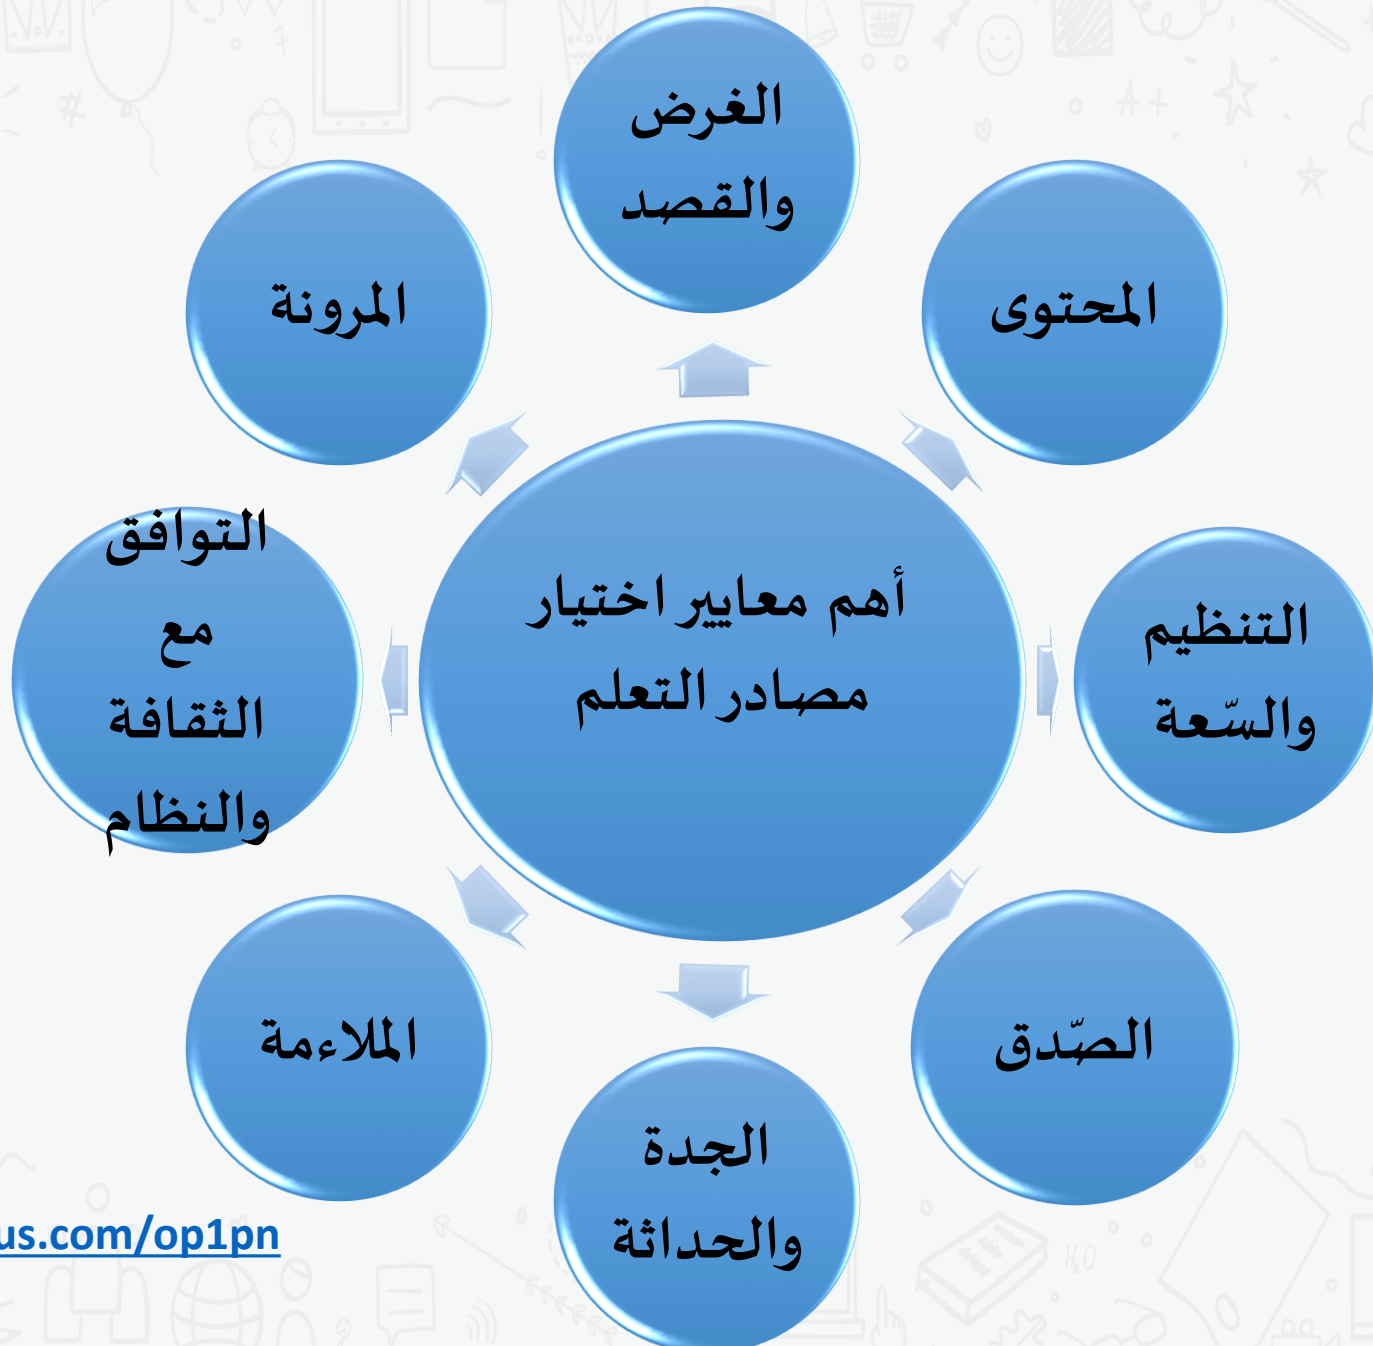 الغرض
والقصد
المحتوى
التنظيم
والسّعة
الصّدق
الجدة
والحداثة
الملاءمة
التوافق
مع
الثقافة
والنظام
المرونة
أهم معايير اختيار
مصادر التعلم
us.com/op1pn